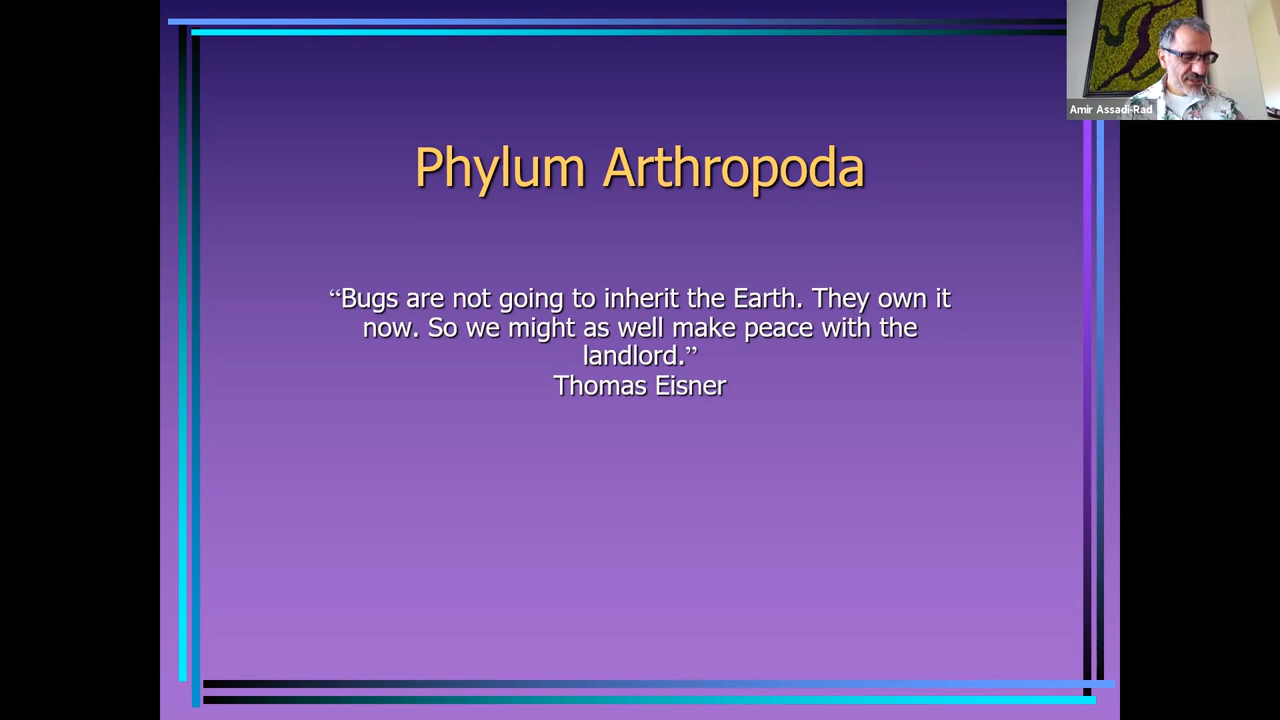 Amir Assadi-Rad
Phylum Arthropoda
“Bugs are not going to inherit the Earth. They own it
now. So we might as well make peace with the
landlord.”
Thomas Eisner